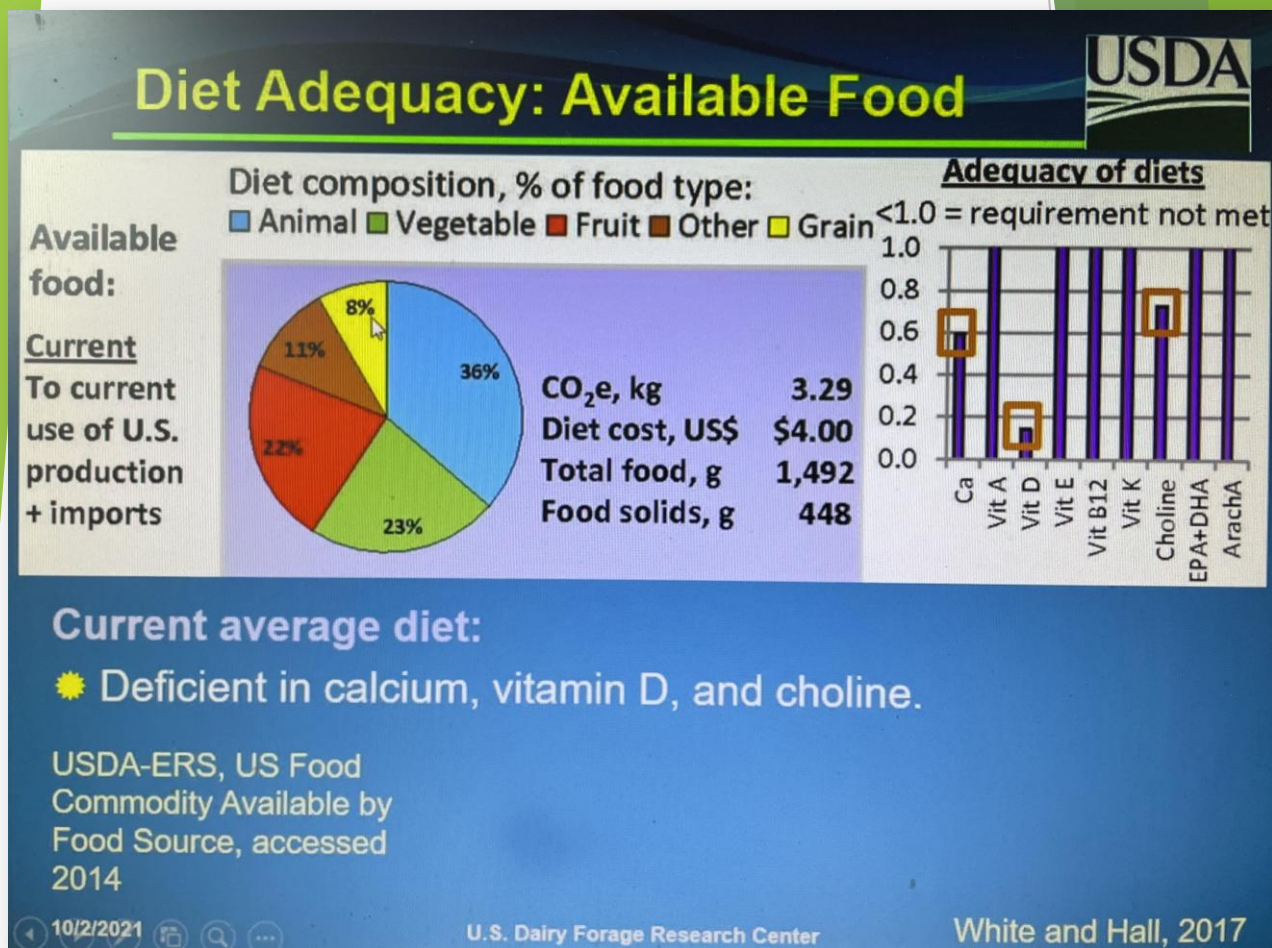 Diet Adequacy: Available Food
USDA
Available
food:
Current
To current
use of U.S.
production
+ imports
Diet composition, % of food type:
Animal Vegetable Fruit Other Grain
8%
11%
36%
22%
23%
CO₂e, kg 3.29
Diet cost, US$ $4.00
Total food, g 1,492
Food solids, g 448
Adequacy of diets
<1.0 = requirement not met
1.0
0.8
0.6
0.4
0.2
0.0
Ca
Vit A
Vit D
Vit E
Vit B12
Vit K
Choline
EPA+DHA
ArachA
Current average diet:
Deficient in calcium, vitamin D, and choline.
USDA-ERS, US Food
Commodity Available by
Food Source, accessed
2014
10/2/2021
U.S. Dairy Forage Research Center
White and Hall, 2017